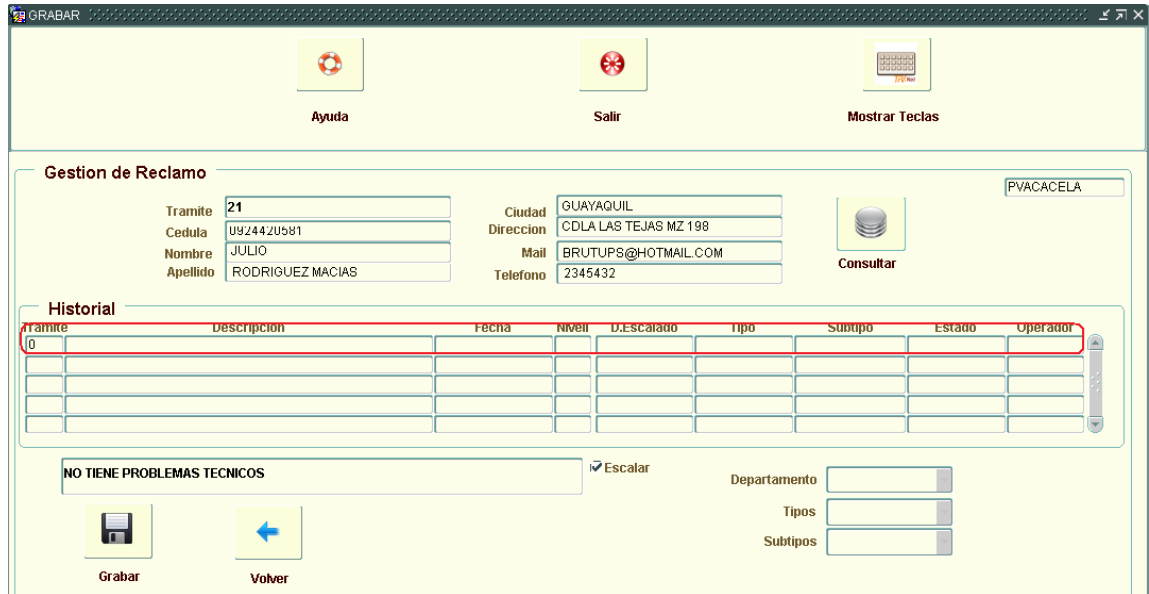 GRABAR
Ayuda Salir Mostrar Teclas
Gestion de Reclamo
PVACACELA
Tramite 21 Ciudad GUAYAQUIL
Cedula 0924420581 Direccion CDLA LAS TEJAS MZ 198
Nombre JULIO Mail BRUTUPS@HOTMAIL.COM
Apellido RODRIGUEZ MACIAS Telefono 2345432
Consultar
Historial
Tramite Descripcion Fecha Nivell D.Escalado Tipo Subtipo Estado Operador
0
NO TIENE PROBLEMAS TECNICOS Escalar
Departamento
Tipos
Subtipos
Grabar Volver